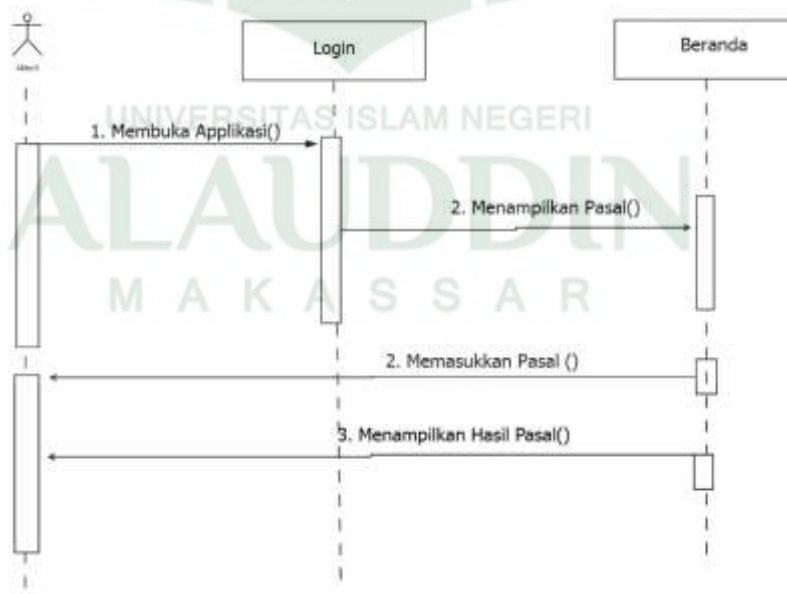 Login
Beranda
UNIVERSITAS ISLAM NEGERI
1. Membuka Applikasi()
ALAUDDIN
2. Menampilkan Pasal()
MAKASSAR
2. Memasukkan Pasal ()
3. Menampilkan Hasil Pasal()